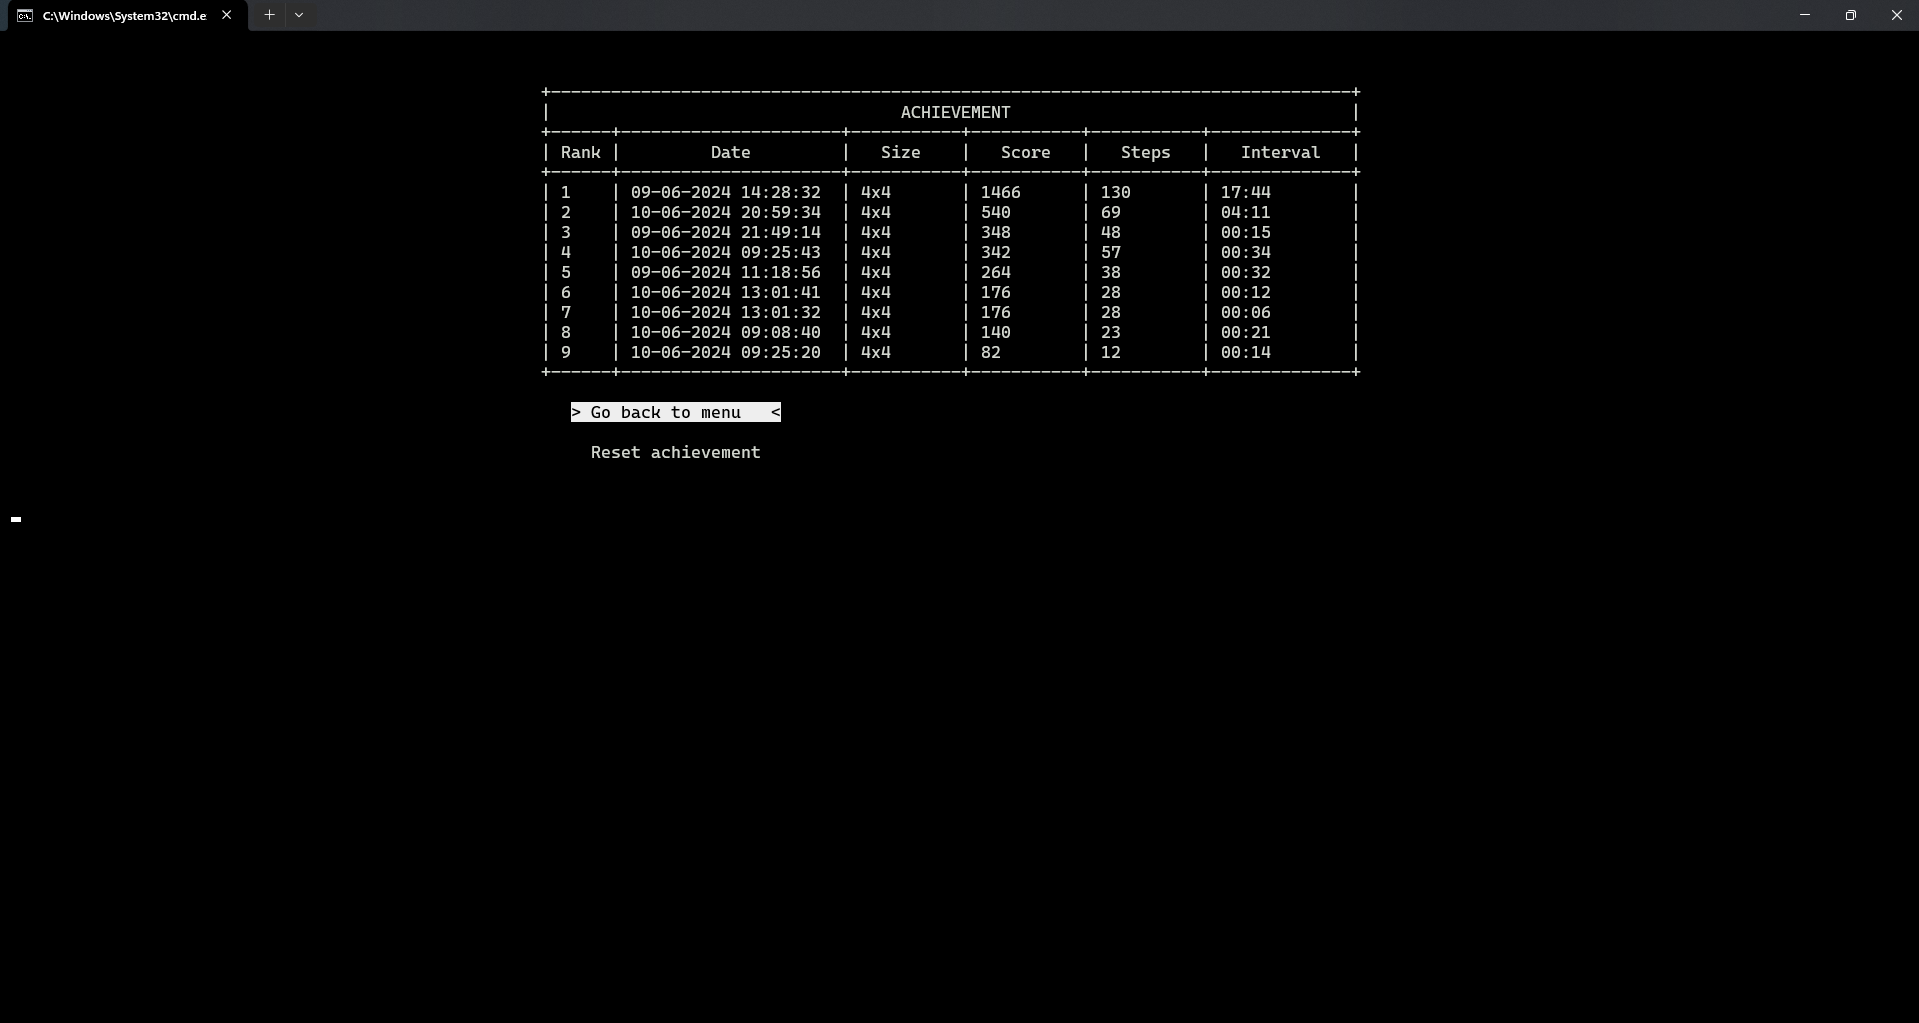 C:\Windows\System32\cmd.e
ACHIEVEMENT
Rank | Date | Size | Score | Steps | Interval
1 | 09-06-2024 14:28:32 | 4x4 | 1466 | 130 | 17:44
2 | 10-06-2024 20:59:34 | 4x4 | 540 | 69 | 04:11
3 | 09-06-2024 21:49:14 | 4x4 | 348 | 48 | 00:15
4 | 10-06-2024 09:25:43 | 4x4 | 342 | 57 | 00:34
5 | 09-06-2024 11:18:56 | 4x4 | 264 | 38 | 00:32
6 | 10-06-2024 13:01:41 | 4x4 | 176 | 28 | 00:12
7 | 10-06-2024 13:01:32 | 4x4 | 176 | 28 | 00:06
8 | 10-06-2024 09:08:40 | 4x4 | 140 | 23 | 00:21
9 | 10-06-2024 09:25:20 | 4x4 | 82 | 12 | 00:14
> Go back to menu <
Reset achievement